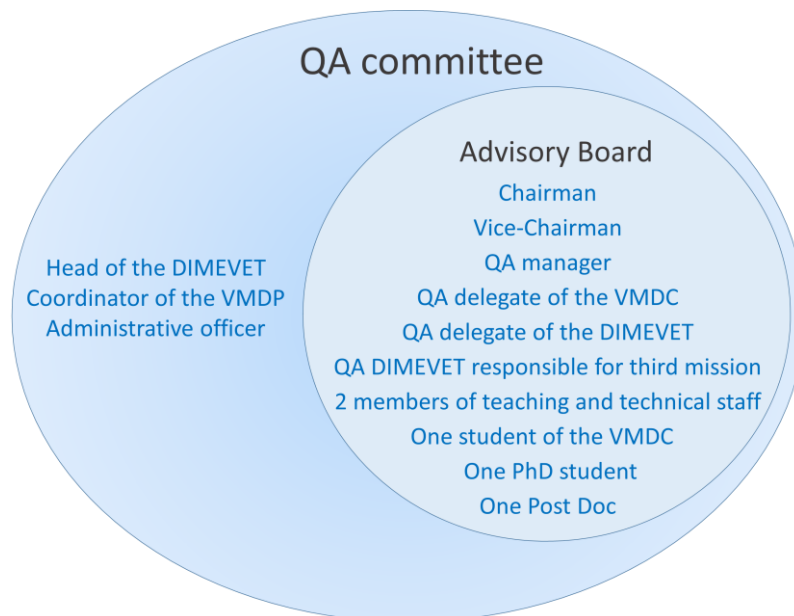 QA committee
Advisory Board
Chairman
Vice-Chairman
QA manager
QA delegate of the VMDC
QA delegate of the DIMEVET
QA DIMEVET responsible for third mission
2 members of teaching and technical staff
One student of the VMDC
One PhD student
One Post Doc
Head of the DIMEVET
Coordinator of the VMDP
Administrative officer